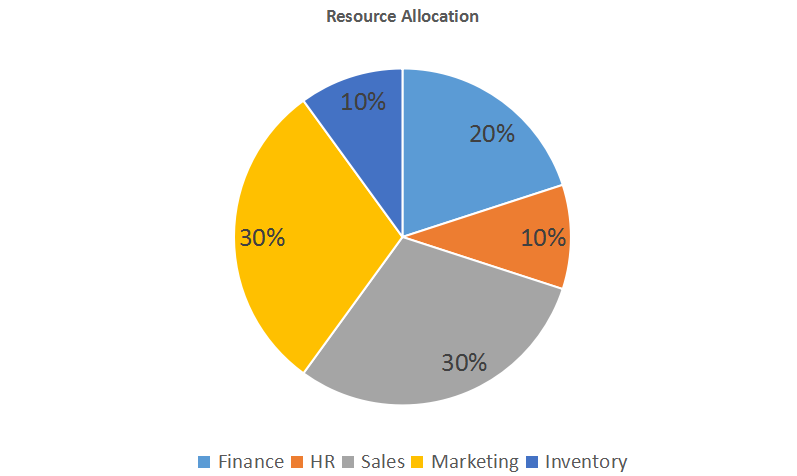 Resource Allocation
10%
20%
30%
10%
30%
Finance HR Sales Marketing Inventory